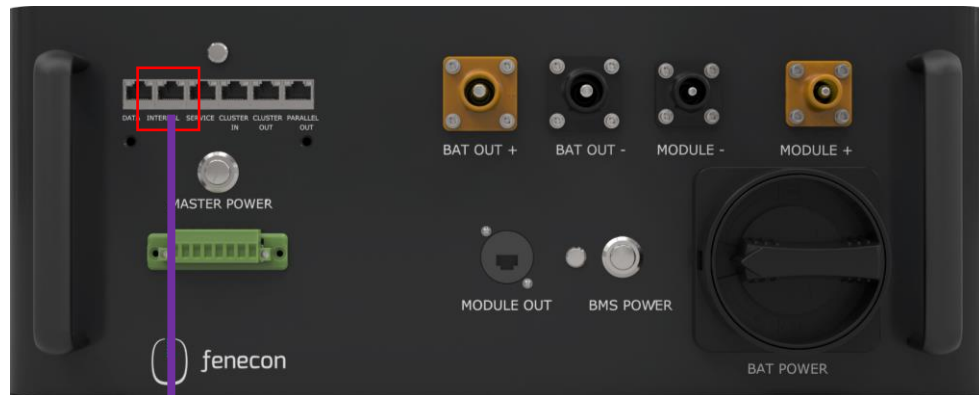 BAT OUT + BAT OUT - MODULE - MODULE +
DATA SERVICE CLUSTER IN CLUSTER OUT PARALLEL OUT
MASTER POWER
MODULE OUT BMS POWER
fenecon
BAT POWER